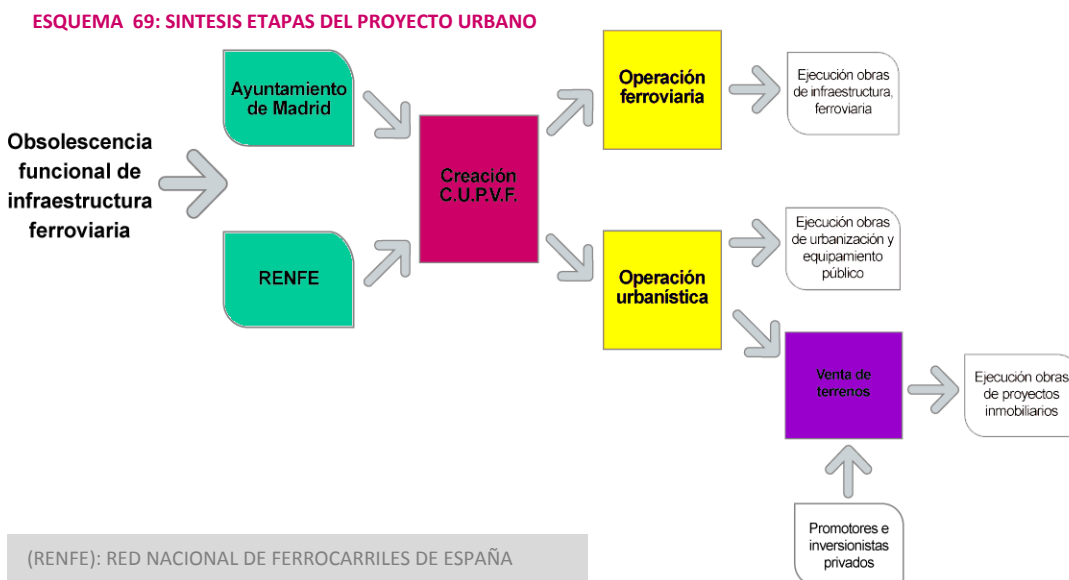 ESQUEMA 69: SINTESIS ETAPAS DEL PROYECTO URBANO
Obsolescencia
funcional de
infraestructura
ferroviaria
Ayuntamiento
de Madrid
RENFE
Creación
C.U.P.V.F.
Operación
ferroviaria
Ejecución obras
de infraestructura,
ferroviaria
Operación
urbanística
Ejecución obras
de urbanización y
equipamiento
público
Venta de
terrenos
Ejecución obras
de proyectos
inmobiliarios
Promotores e
inversionistas
privados
(RENFE): RED NACIONAL DE FERROCARRILES DE ESPAÑA